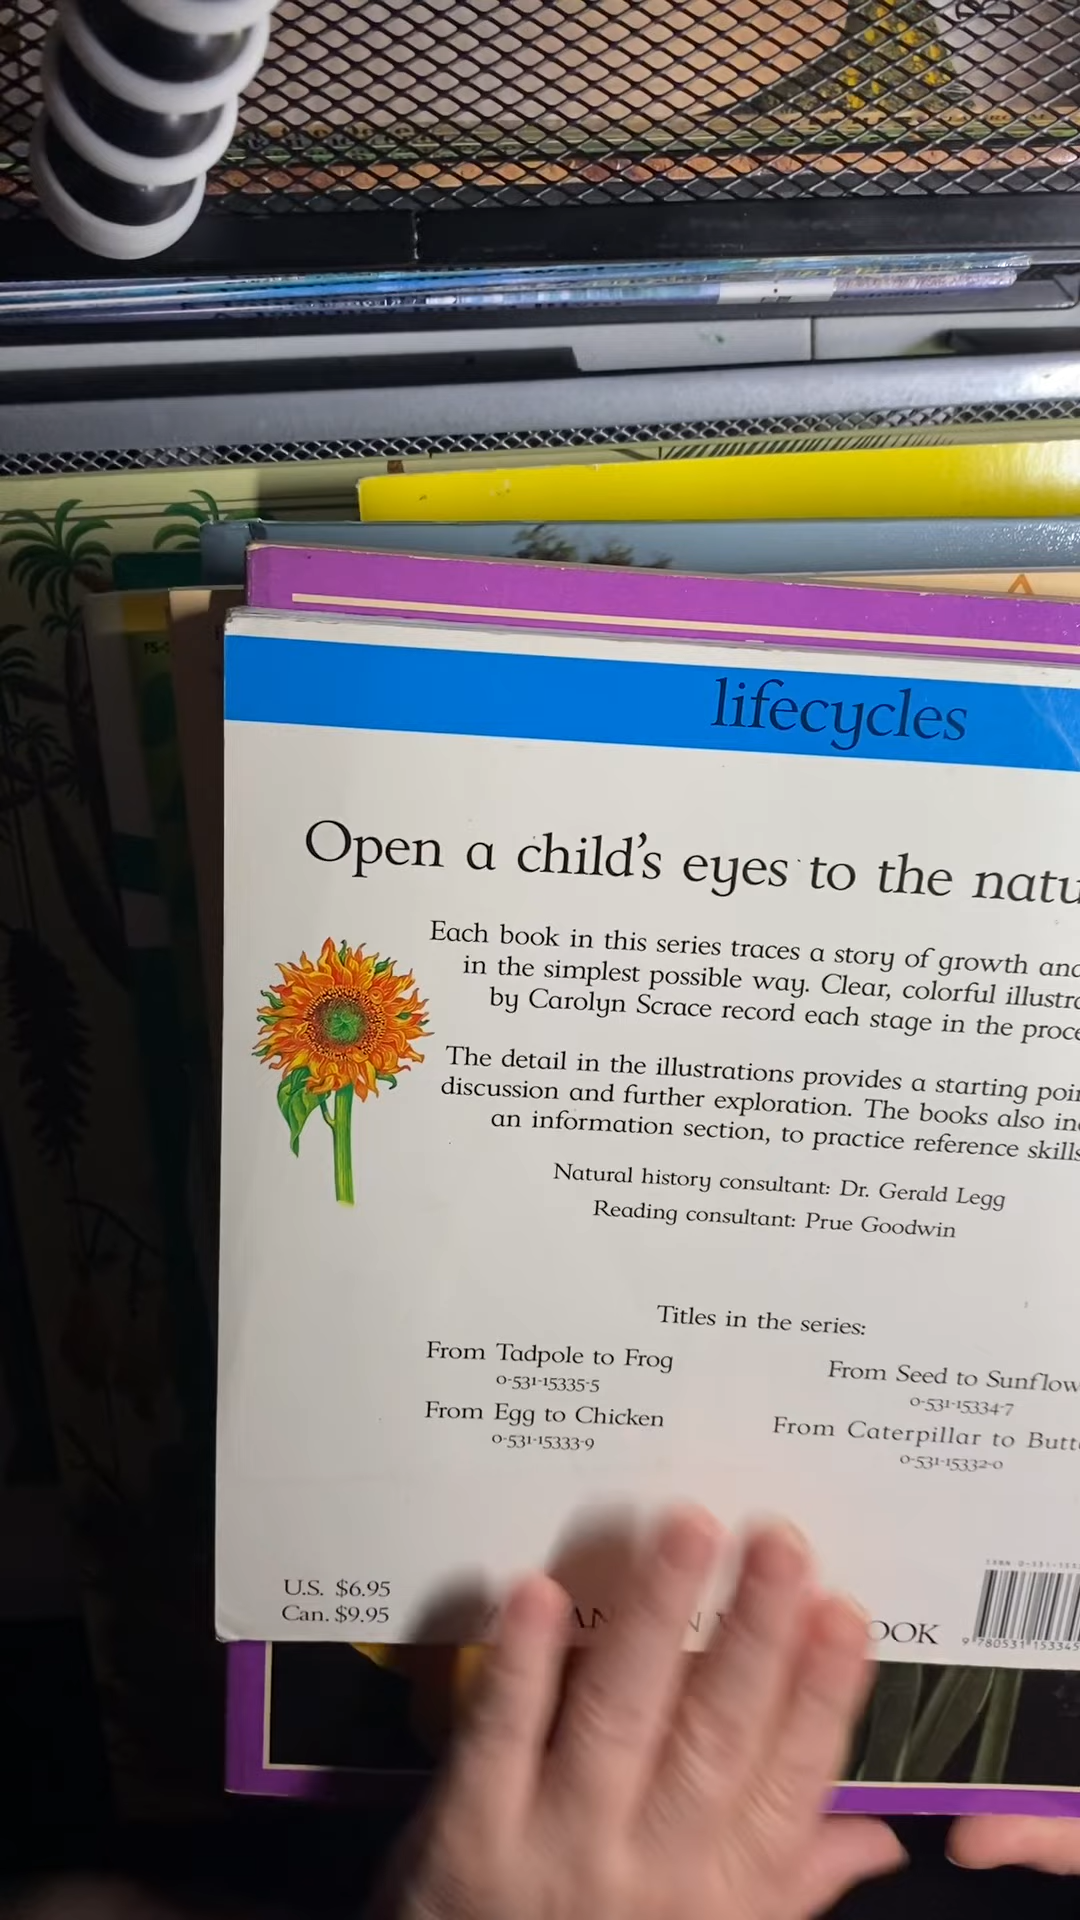 lifecycles
Open a child's eyes to the natu
Each book in this series traces a story of growth and
in the simplest possible way. Clear, colorful illustra
by Carolyn Scrace record each stage in the proce
The detail in the illustrations provides a starting poin
discussion and further exploration. The books also in
an information section, to practice reference skills
Natural history consultant: Dr. Gerald Legg
Reading consultant: Prue Goodwin
Titles in the series:
From Tadpole to Frog
0-531-15335-5
From Egg to Chicken
0-531-15333-9
From Seed to Sunflow
0-531-15334-7
From Caterpillar to Butt
0-531-15332-0
U.S. $6.95
Can. $9.95
OOK
9 780531 153345